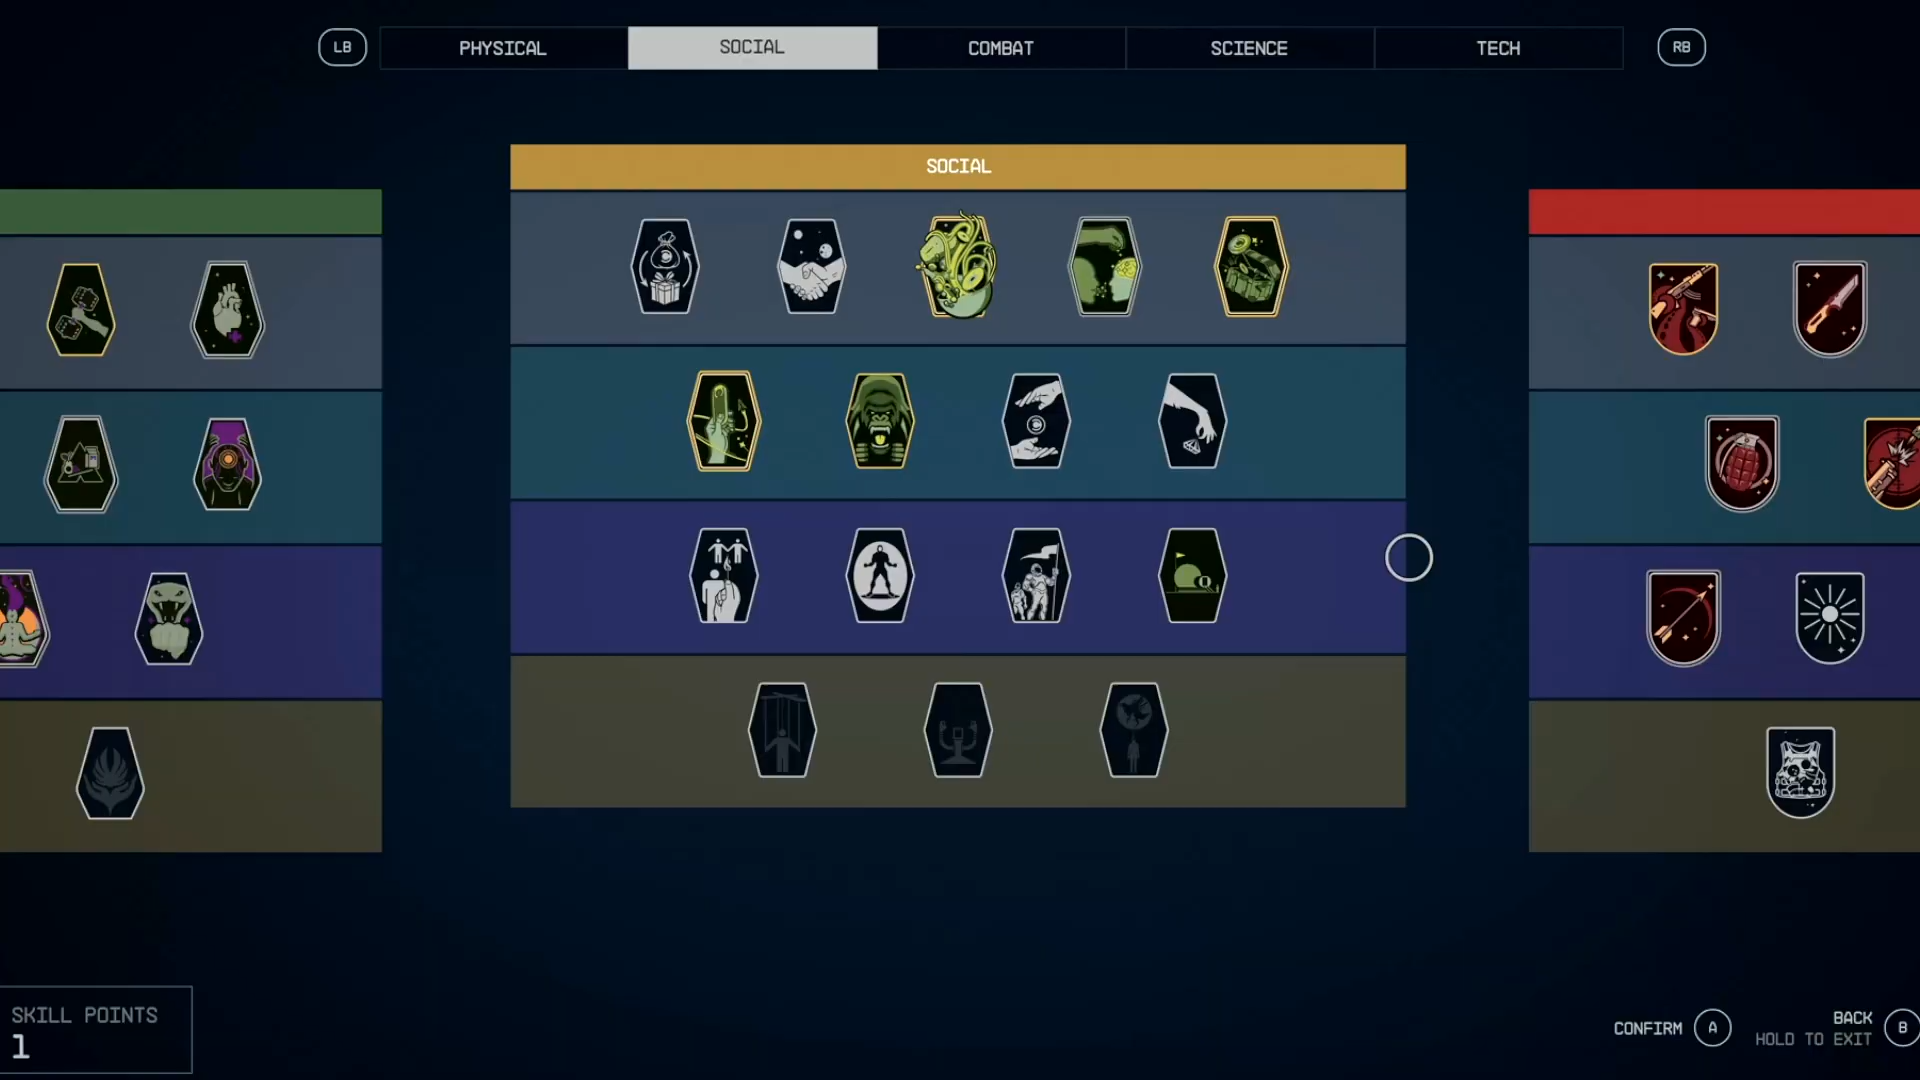 LB
PHYSICAL
SOCIAL
COMBAT
SCIENCE
TECH
RB
SOCIAL
SKILL POINTS
1
CONFIRM A
BACK B
HOLD TO EXIT